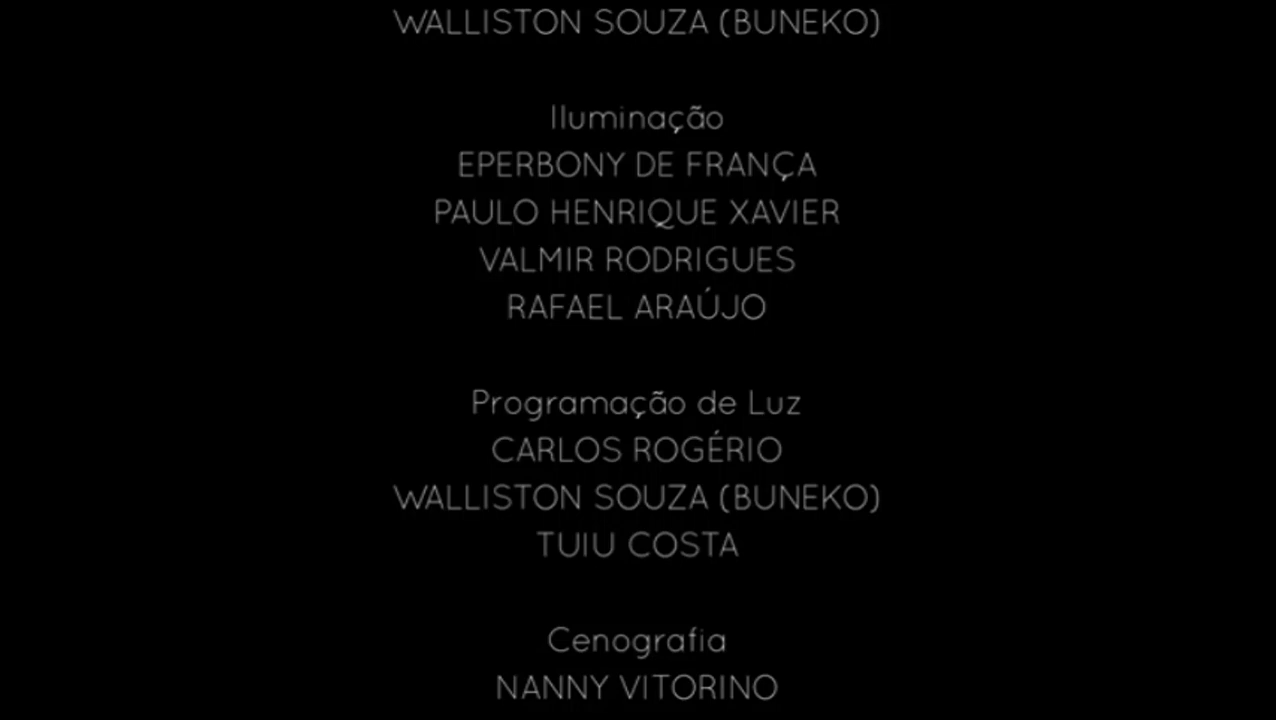 WALLISTON SOUZA (BUNEKO)
Iluminação
EPERBONY DE FRANÇA
PAULO HENRIQUE XAVIER
VALMIR RODRIGUES
RAFAEL ARAÚJO
Programação de Luz
CARLOS ROGÉRIO
WALLISTON SOUZA (BUNEKO)
TUIU COSTA
Cenografia
NANNY VITORINO